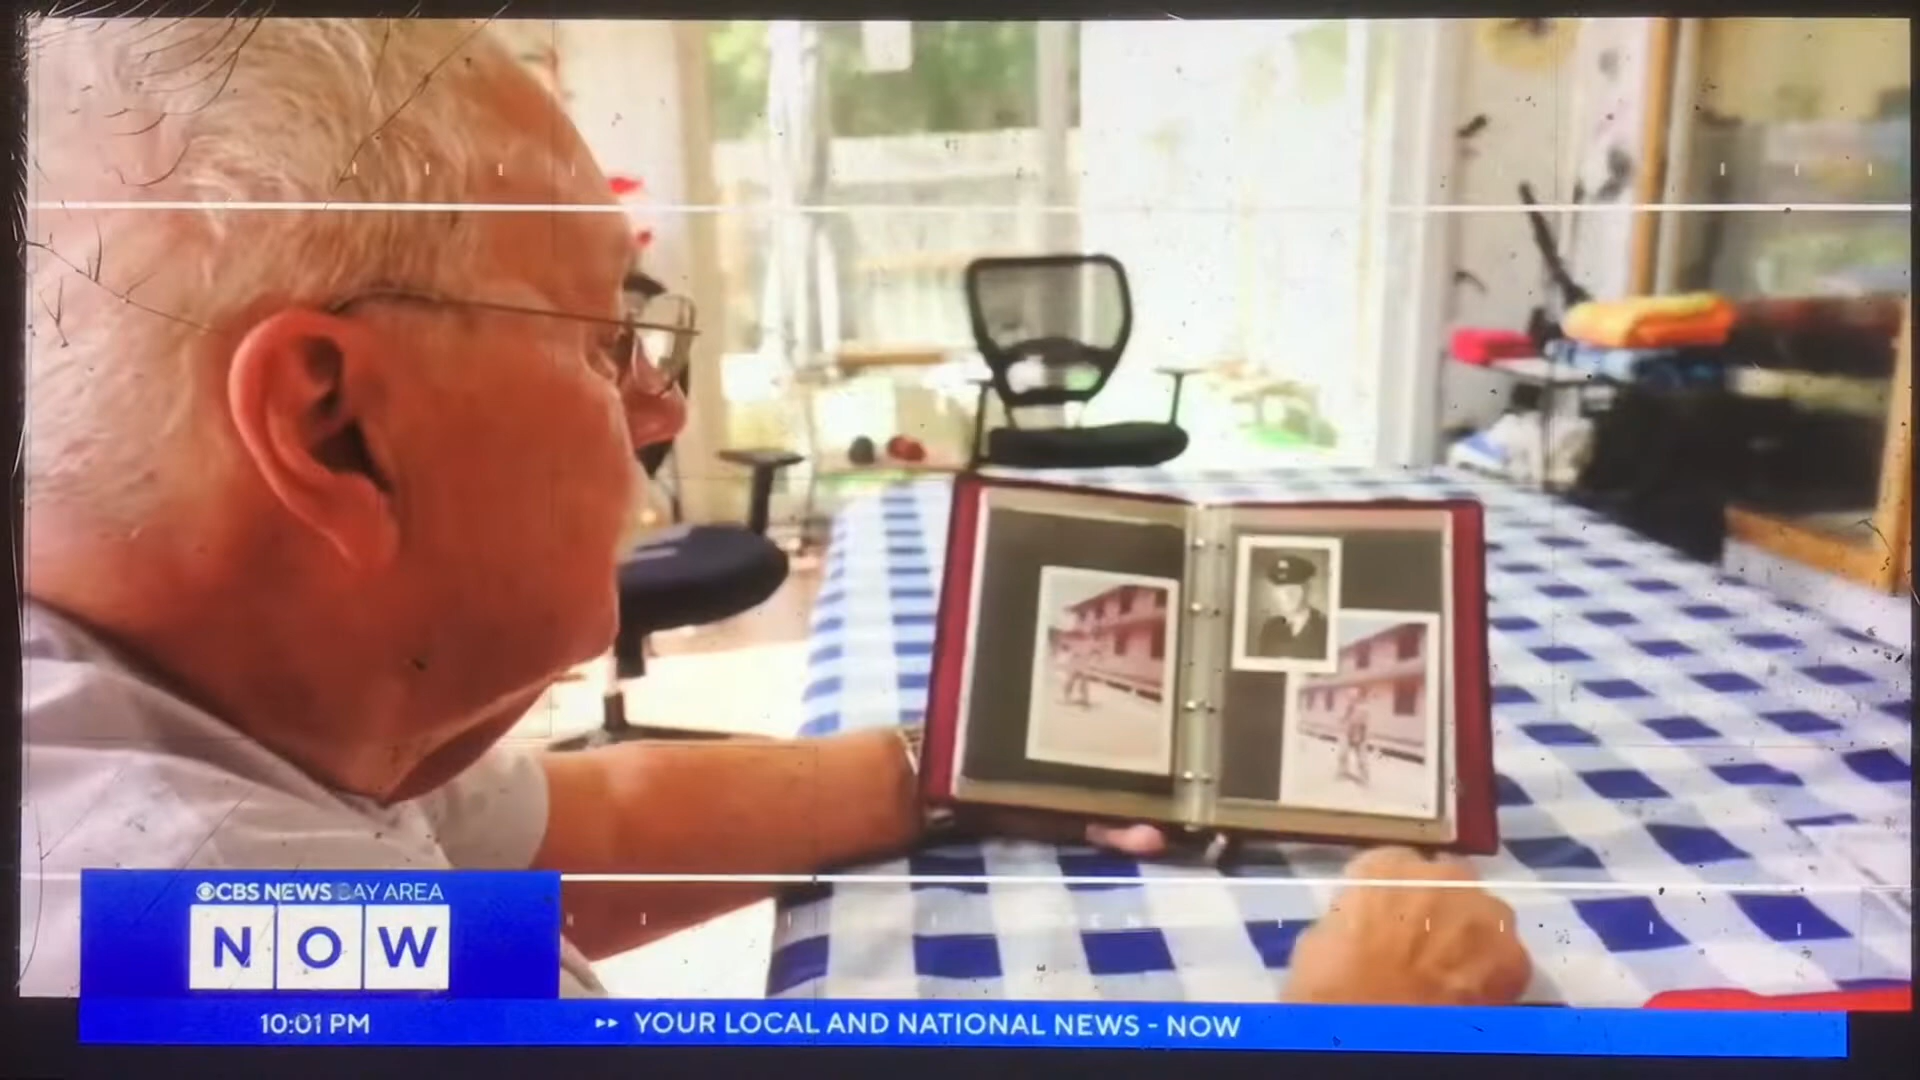 CBS NEWS BAY AREA
NOW
10:01 PM
YOUR LOCAL AND NATIONAL NEWS - NOW